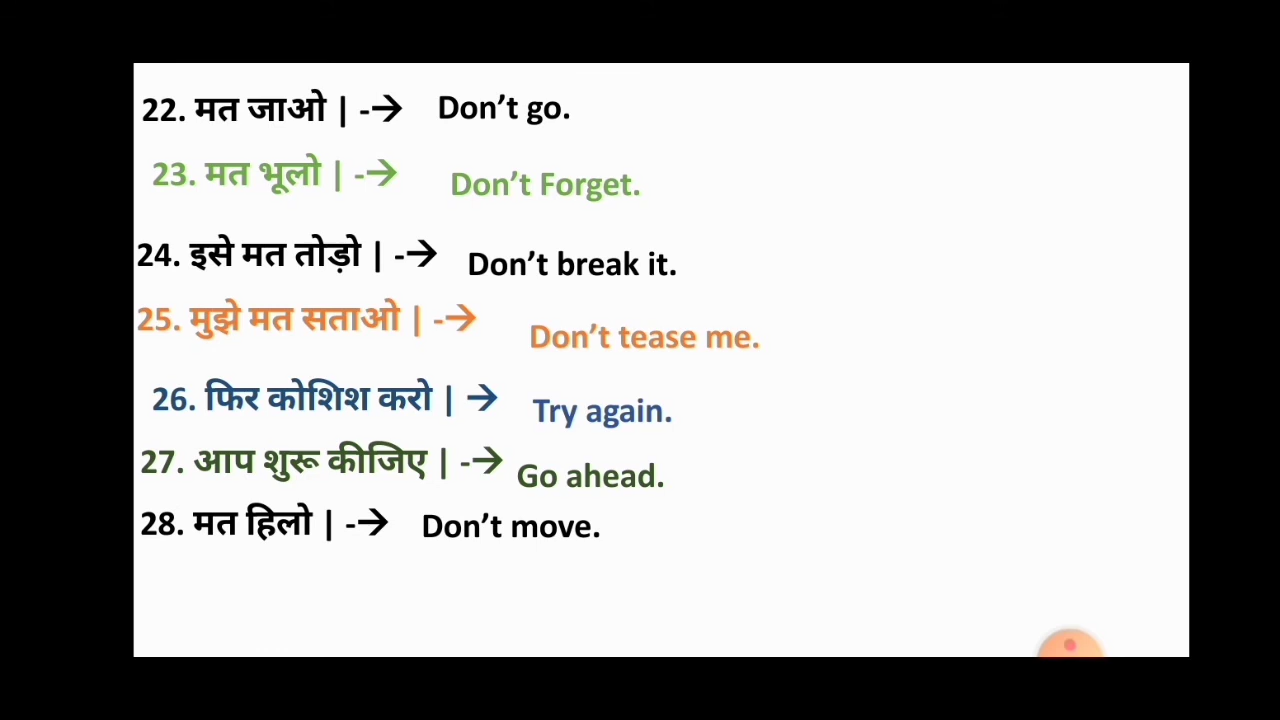 22. मत जाओ | -→ Don’t go.
23. मत भूलो | -→ Don’t Forget.
24. इसे मत तोड़ो | -→ Don’t break it.
25. मुझे मत सताओ | -→ Don’t tease me.
26. फिर कोशिश करो | → Try again.
27. आप शुरू कीजिए | -→ Go ahead.
28. मत हिलो | -→ Don’t move.